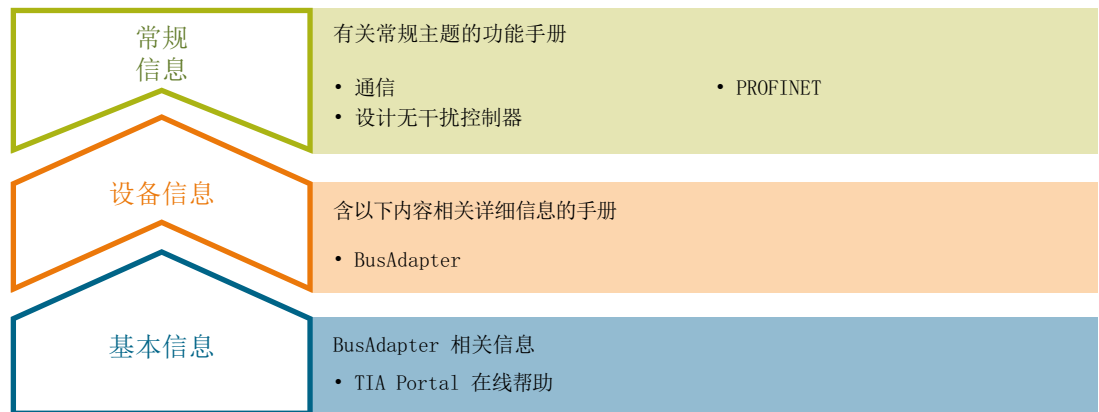 常规
信息
有关常规主题的功能手册
• 通信
• PROFINET
• 设计无干扰控制器
设备信息
含以下内容相关详细信息的手册
• BusAdapter
基本信息
BusAdapter 相关信息
• TIA Portal 在线帮助